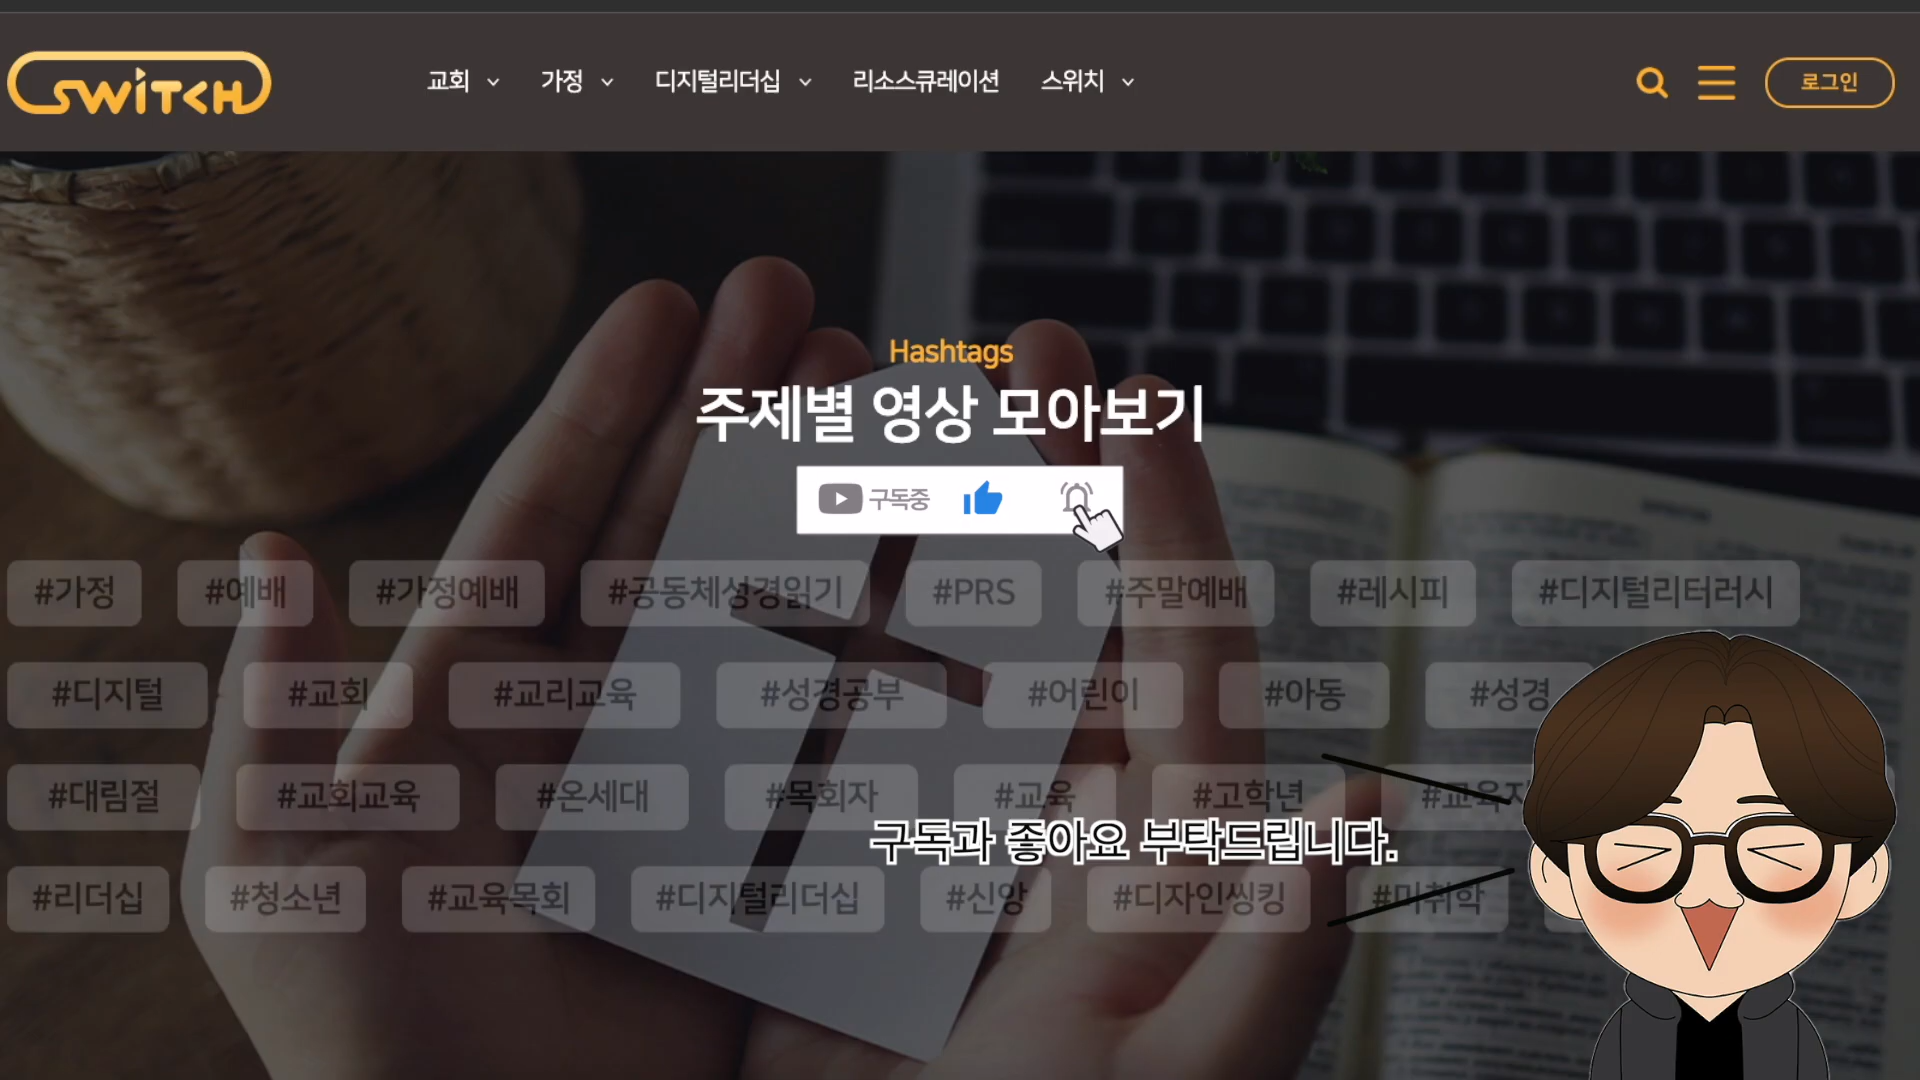 SWITCH
교회 가정 디지털리더십 리소스큐레이션 스위치 로그인
Hashtags
주제별 영상 모아보기
구독중
#가정 #예배 #가정예배 #공동체성경읽기 #PRS #주말예배 #레시피 #디지털리터러시
#디지털 #교회 #교리교육 #성경공부 #어린이 #아동 #성경
#대림절 #교회교육 #온세대 #목회자 #교육 #고학년
구독과 좋아요 부탁드립니다.
#리더십 #청소년 #교육목회 #디지털리더십 #신앙 #디자인씽킹 #미취학